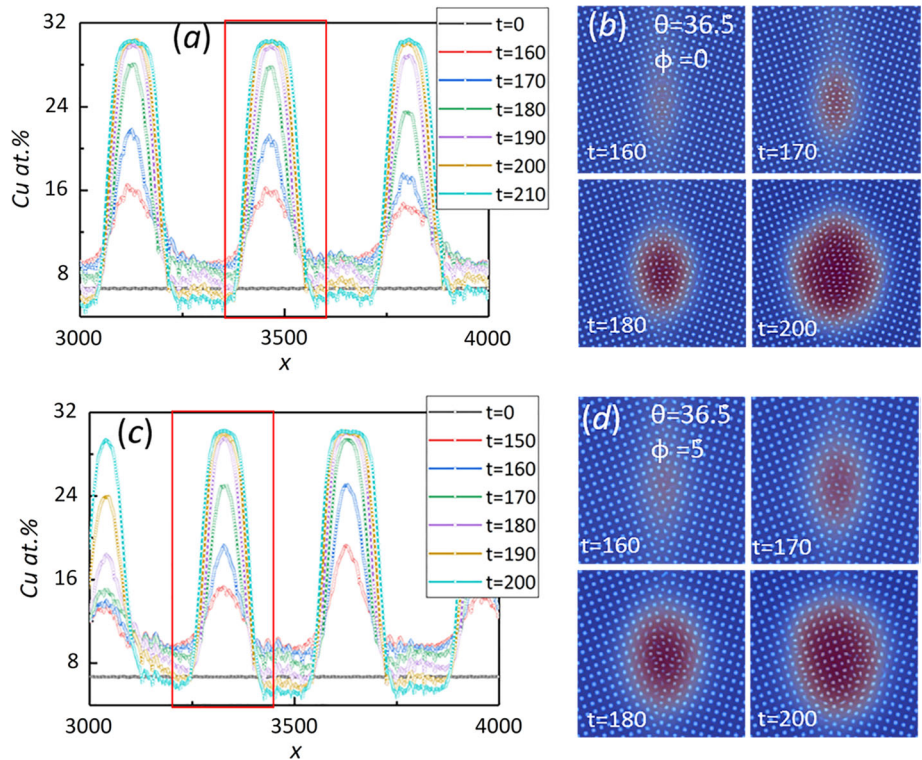 (a)
Cu at.%
32
24
16
8
3000
3500
4000
x
t=0
t=160
t=170
t=180
t=190
t=200
t=210
(b)
θ=36.5
ϕ =0
t=160
t=170
t=180
t=200
(c)
Cu at.%
32
24
16
8
3000
3500
4000
x
t=0
t=150
t=160
t=170
t=180
t=190
t=200
(d)
θ=36.5
ϕ =5
t=160
t=170
t=180
t=200